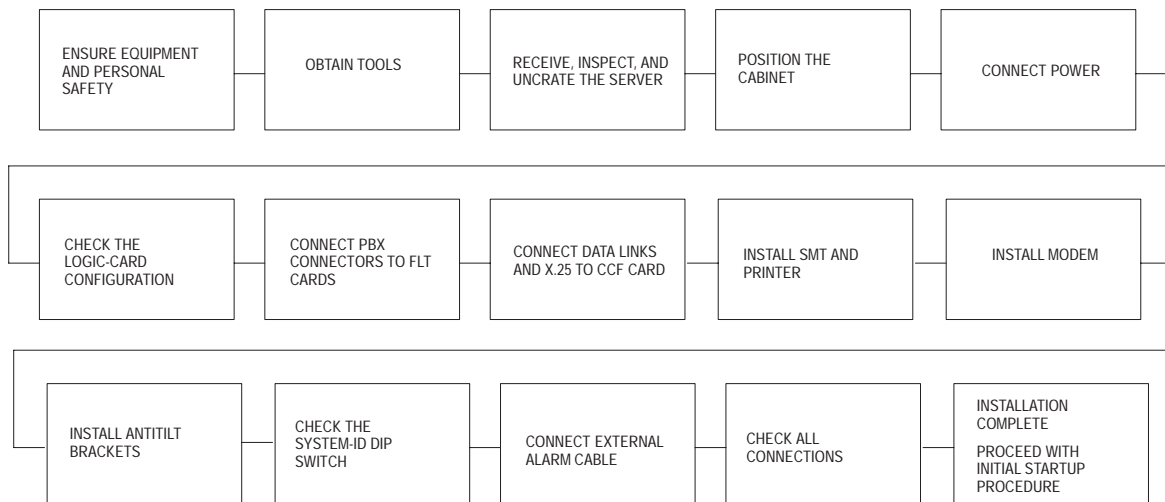 ENSURE EQUIPMENT
AND PERSONAL
SAFETY
OBTAIN TOOLS
RECEIVE, INSPECT, AND
UNCRATE THE SERVER
POSITION THE
CABINET
CONNECT POWER
CHECK THE
LOGIC-CARD
CONFIGURATION
CONNECT PBX
CONNECTORS TO FLT
CARDS
CONNECT DATA LINKS
AND X.25 TO CCF CARD
INSTALL SMT AND
PRINTER
INSTALL MODEM
INSTALL ANTITILT
BRACKETS
CHECK THE
SYSTEM-ID DIP
SWITCH
CONNECT EXTERNAL
ALARM CABLE
CHECK ALL
CONNECTIONS
INSTALLATION
COMPLETE
PROCEED WITH
INITIAL STARTUP
PROCEDURE